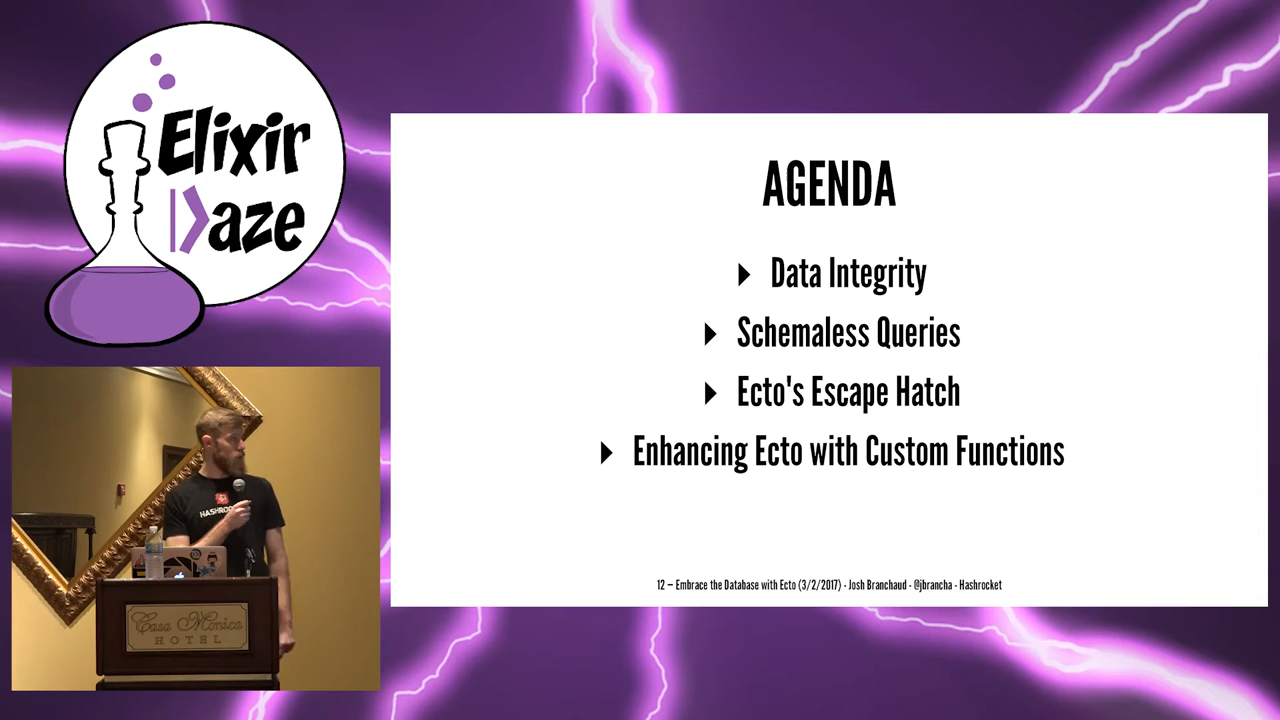 Elixir
|>aze
AGENDA
Data Integrity
Schemaless Queries
Ecto's Escape Hatch
Enhancing Ecto with Custom Functions
12 – Embrace the Database with Ecto (3/2/2017) - Josh Branchaud - @jbrancha - Hashrocket
HASHROC
Casa Monica
HOTEL